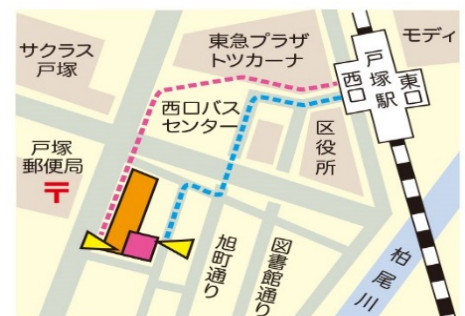 サクラス
戸塚
東急プラザ
トツカーナ
モディ
戸塚駅
西口
東口
西口バス
センター
区役所
戸塚
郵便局
〒
旭町通り
図書館通り
柏尾川